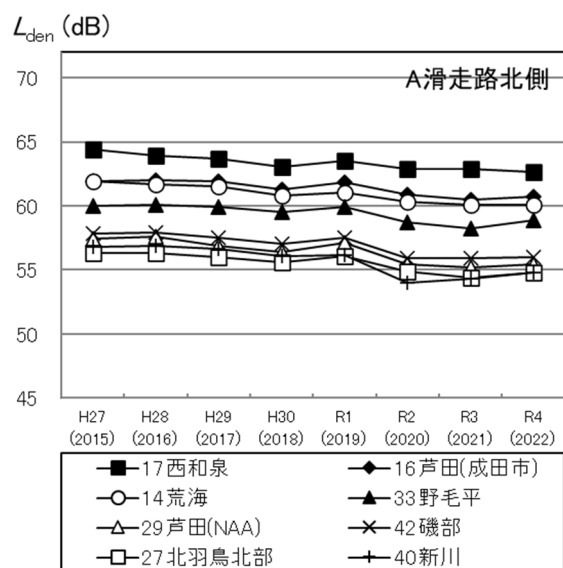 Lden (dB)
A滑走路北側
70
65
60
55
50
45
H27 H28 H29 H30 R1 R2 R3 R4
(2015) (2016) (2017) (2018) (2019) (2020) (2021) (2022)
17西和泉 16芦田(成田市)
14荒海 33野毛平
29芦田(NAA) 42磯部
27北羽鳥北部 40新川